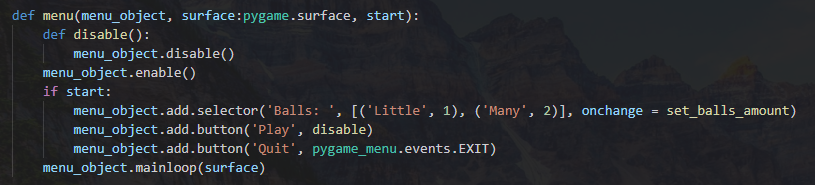 def menu(menu_object, surface:pygame.surface, start):
    def disable():
        menu_object.disable()
    menu_object.enable()
    if start:
        menu_object.add.selector('Balls: ', [('Little', 1), ('Many', 2)], onchange = set_balls_amount)
        menu_object.add.button('Play', disable)
        menu_object.add.button('Quit', pygame_menu.events.EXIT)
    menu_object.mainloop(surface)